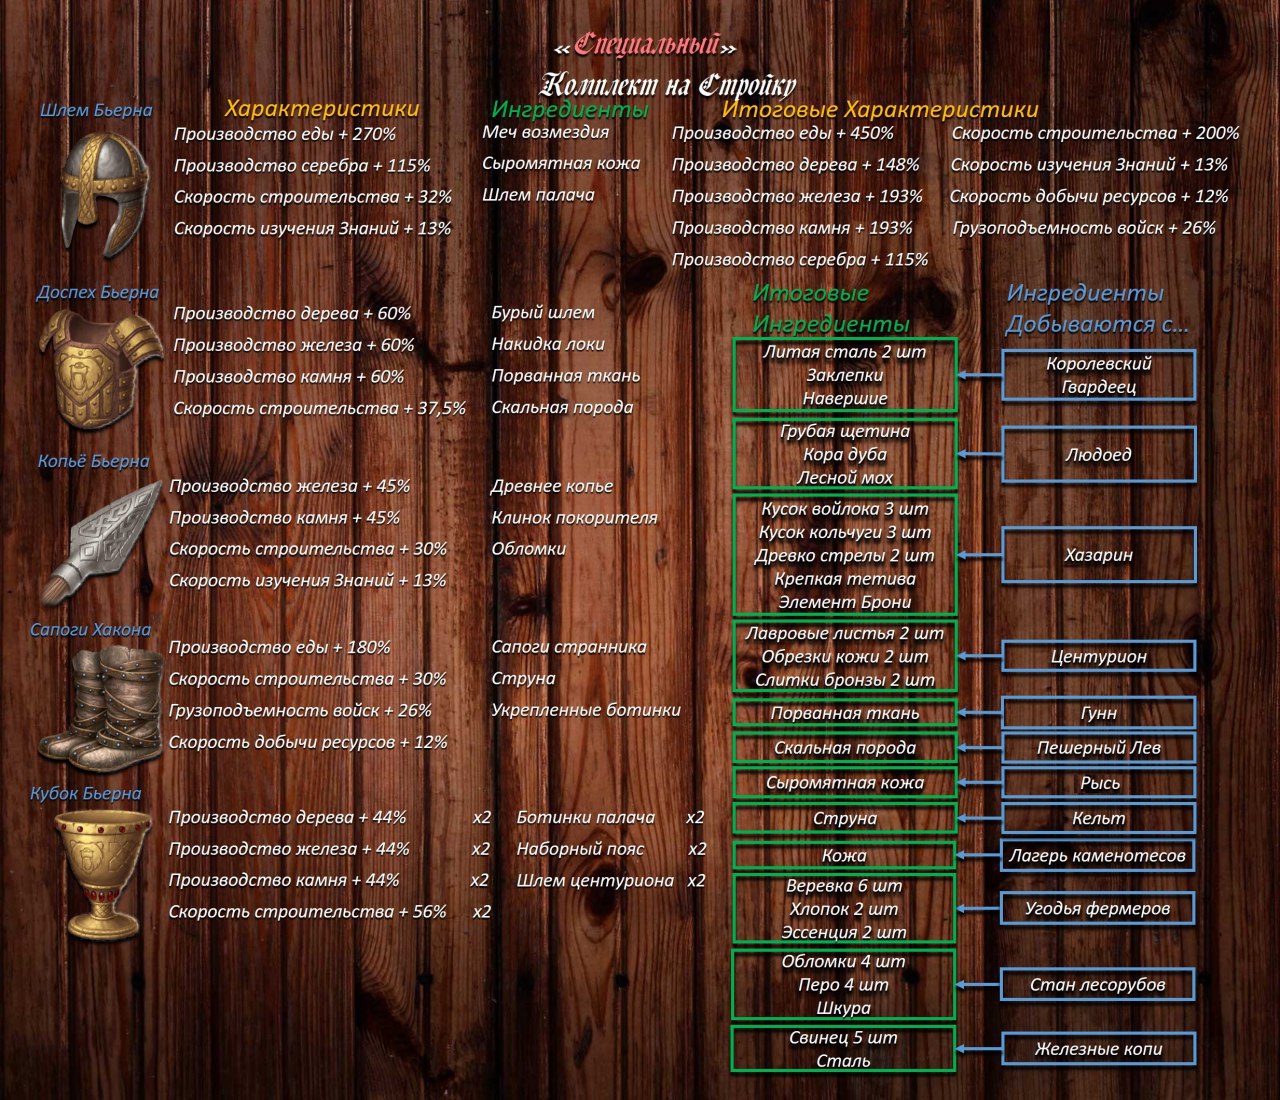 «Специальный»
Комплект на Стройку
Шлем Бьерна
Характеристики
Производство еды + 270%
Производство серебра + 115%
Скорость строительства + 32%
Скорость изучения Знаний + 13%
Ингредиенты
Меч возмездия
Сыромятная кожа
Шлем палача
Доспех Бьерна
Производство дерева + 60%
Производство железа + 60%
Производство камня + 60%
Скорость строительства + 37,5%
Бурый шлем
Накидка локи
Порванная ткань
Скальная порода
Копьё Бьерна
Производство железа + 45%
Производство камня + 45%
Скорость строительства + 30%
Скорость изучения Знаний + 13%
Древнее копье
Клинок покорителя
Обломки
Сапоги Хакона
Производство еды + 180%
Скорость строительства + 30%
Грузоподъемность войск + 26%
Скорость добычи ресурсов + 12%
Сапоги странника
Струна
Укрепленные ботинки
Кубок Бьерна
Производство дерева + 44% х2
Производство железа + 44% х2
Производство камня + 44% х2
Скорость строительства + 56% х2
Ботинки палача х2
Наборный пояс х2
Шлем центуриона х2
Итоговые Характеристики
Производство еды + 450%
Производство дерева + 148%
Производство железа + 193%
Производство камня + 193%
Производство серебра + 115%
Скорость строительства + 200%
Скорость изучения Знаний + 13%
Скорость добычи ресурсов + 12%
Грузоподъемность войск + 26%
Итоговые
Ингредиенты
Ингредиенты
Добываются с...
Литая сталь 2 шт
Заклепки
Навершие
Королевский
Гвардеец
Грубая щетина
Кора дуба
Лесной мох
Людоед
Кусок войлока 3 шт
Кусок кольчуги 3 шт
Древко стрелы 2 шт
Крепкая тетива
Элемент Брони
Хазарин
Лавровые листья 2 шт
Обрезки кожи 2 шт
Слитки бронзы 2 шт
Центурион
Порванная ткань
Гунн
Скальная порода
Пешерный Лев
Сыромятная кожа
Рысь
Струна
Кельт
Кожа
Лагерь каменотесов
Веревка 6 шт
Хлопок 2 шт
Эссенция 2 шт
Угодья фермеров
Обломки 4 шт
Перо 4 шт
Шкура
Стан лесорубов
Свинец 5 шт
Сталь
Железные копи